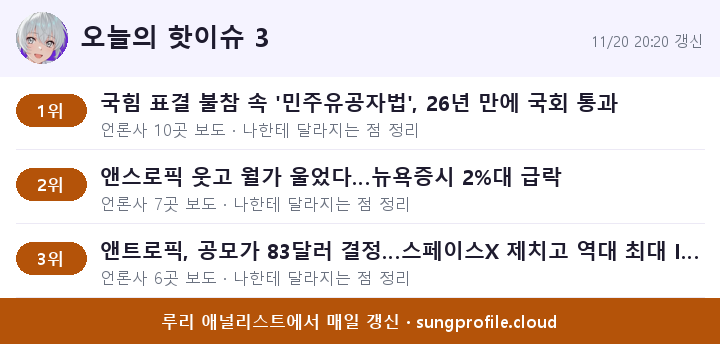 오늘의 핫이슈 3
11/20 20:20 갱신
1위
국힘 표결 불참 속 '민주유공자법', 26년 만에 국회 통과
언론사 10곳 보도 · 나한테 달라지는 점 정리
2위
앤스로픽 웃고 월가 울었다...뉴욕증시 2%대 급락
언론사 7곳 보도 · 나한테 달라지는 점 정리
3위
앤트로픽, 공모가 83달러 결정...스페이스X 제치고 역대 최대 I...
언론사 6곳 보도 · 나한테 달라지는 점 정리
루리 애널리스트에서 매일 갱신 · sungprofile.cloud